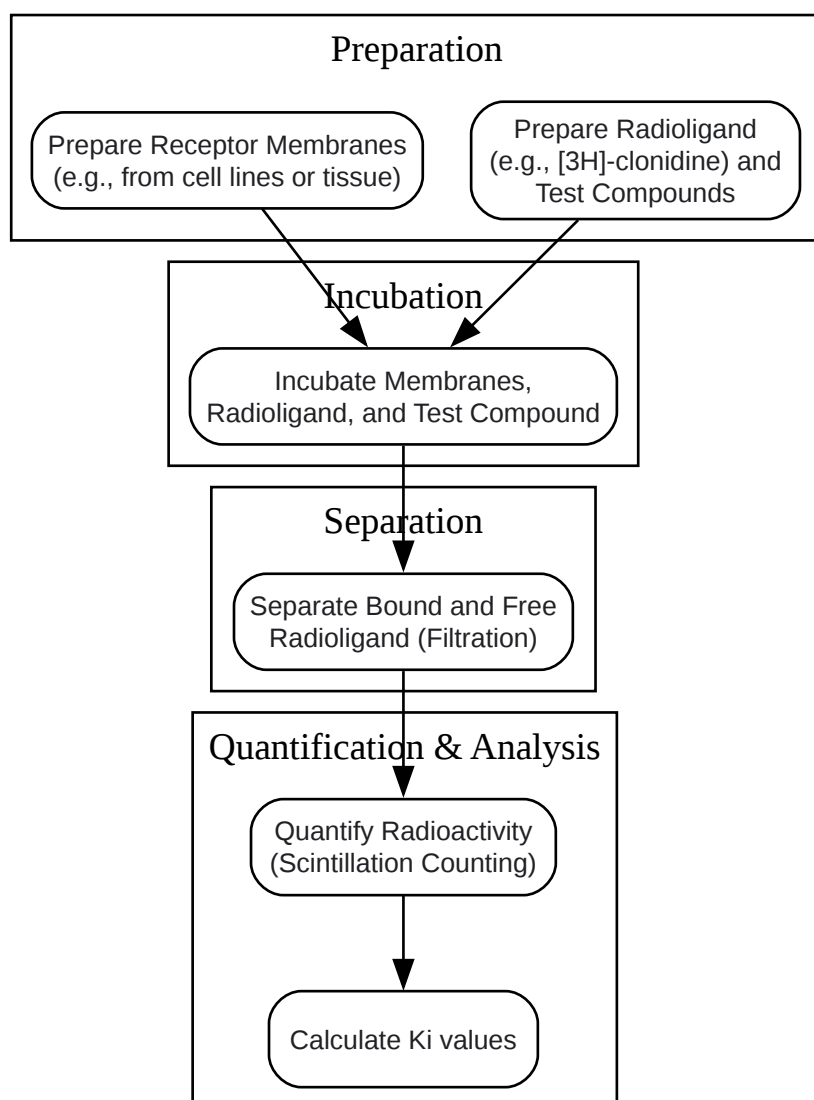 Preparation
Prepare Receptor Membranes
(e.g., from cell lines or tissue)
Prepare Radioligand
(e.g., [3H]-clonidine) and
Test Compounds
Incubation
Incubate Membranes,
Radioligand, and Test Compound
Separation
Separate Bound and Free
Radioligand (Filtration)
Quantification & Analysis
Quantify Radioactivity
(Scintillation Counting)
Calculate Ki values